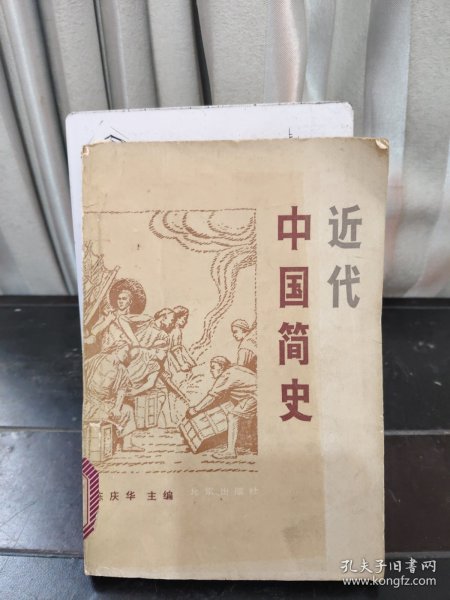 近代
中国简史
陈庆华 主编 北京出版社
孔夫子旧书网
www.kongfz.com